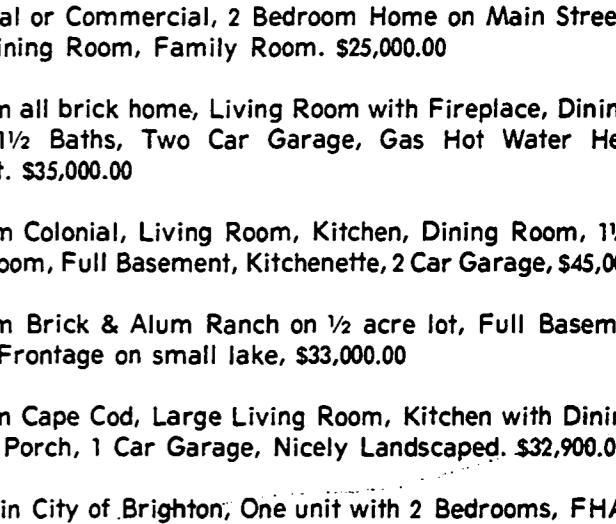 al or Commercial, 2 Bedroom Home on Main Stree
ining Room, Family Room. $25,000.00
m all brick home, Living Room with Fireplace, Dinin
1½ Baths, Two Car Garage, Gas Hot Water He
t. $35,000.00
m Colonial, Living Room, Kitchen, Dining Room, 1½
oom, Full Basement, Kitchenette, 2 Car Garage, $45,00
m Brick & Alum Ranch on ½ acre lot, Full Basem
Frontage on small lake, $33,000.00
m Cape Cod, Large Living Room, Kitchen with Dinin
Porch, 1 Car Garage, Nicely Landscaped. $32,900.0
in City of Brighton, One unit with 2 Bedrooms, FHA